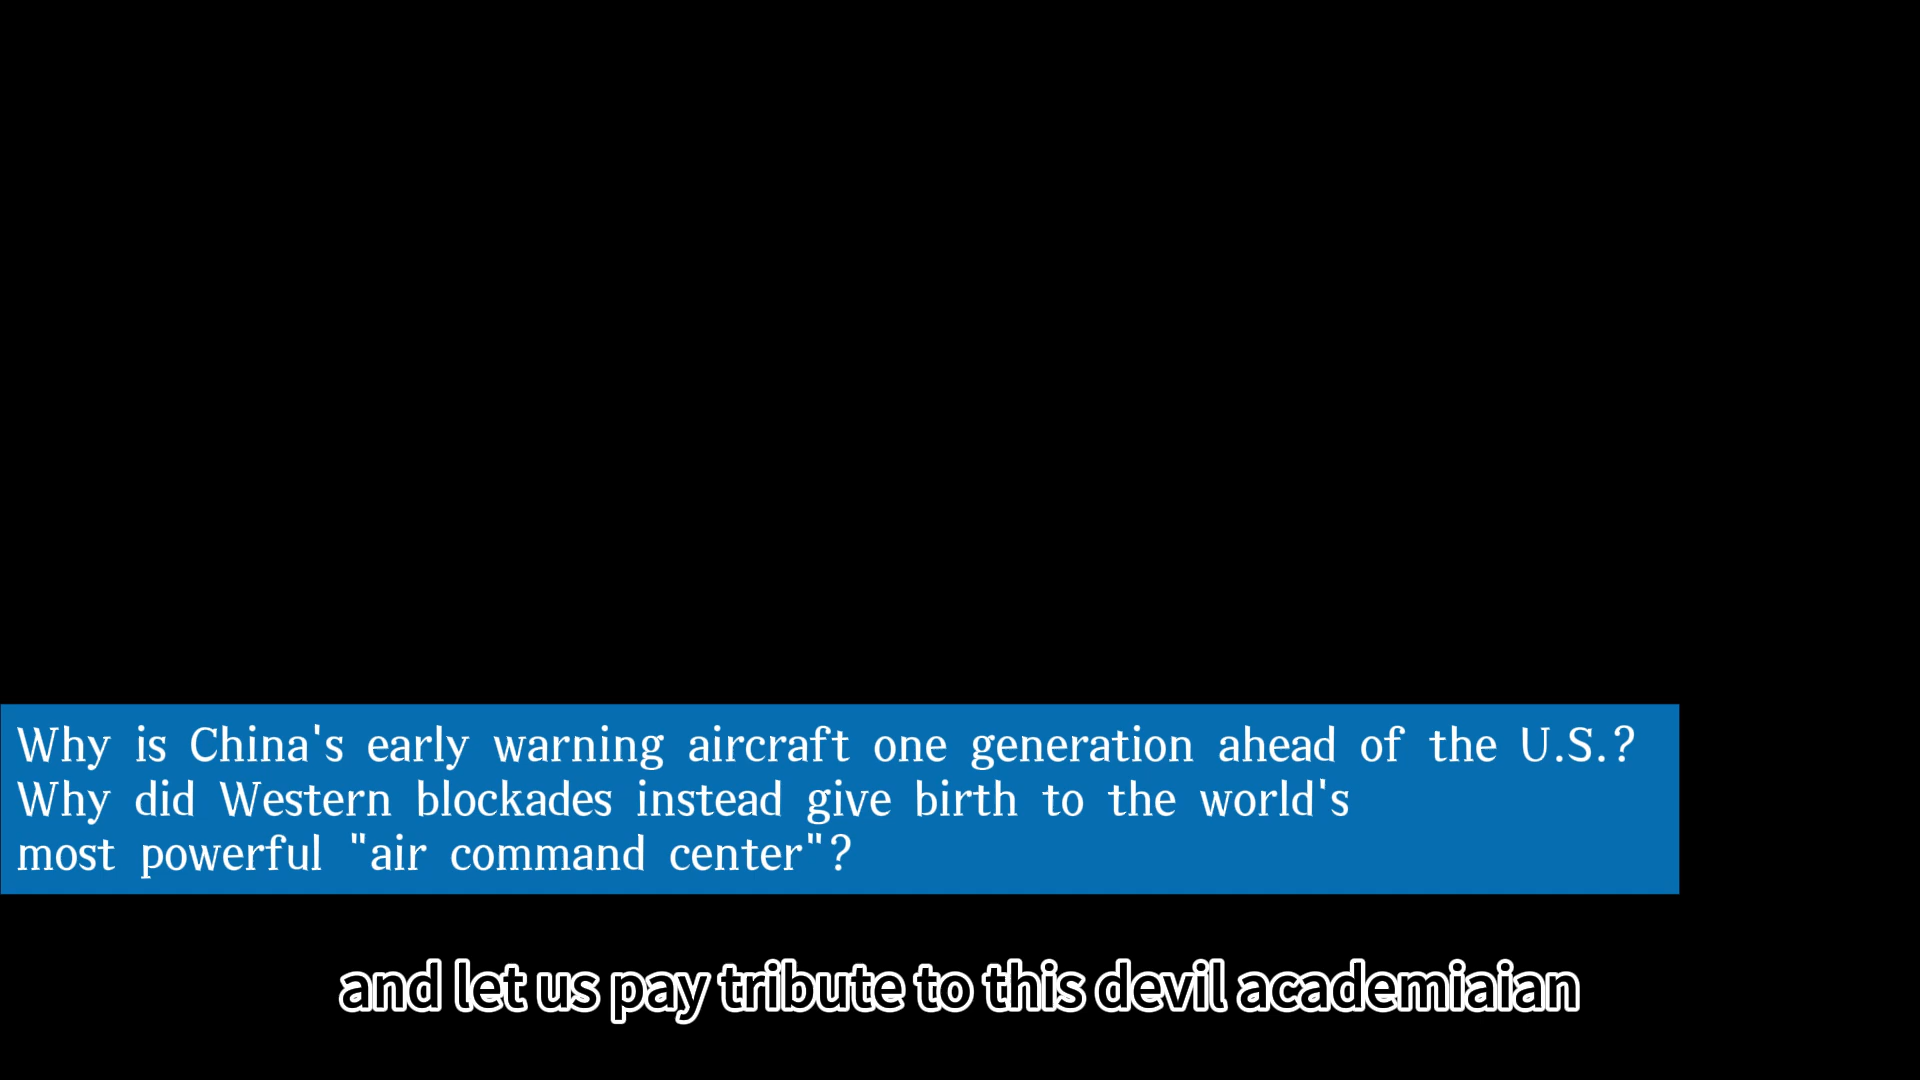 Why is China's early warning aircraft one generation ahead of the U.S.?
Why did Western blockades instead give birth to the world's
most powerful "air command center"?
and let us pay tribute to this devil academiaian